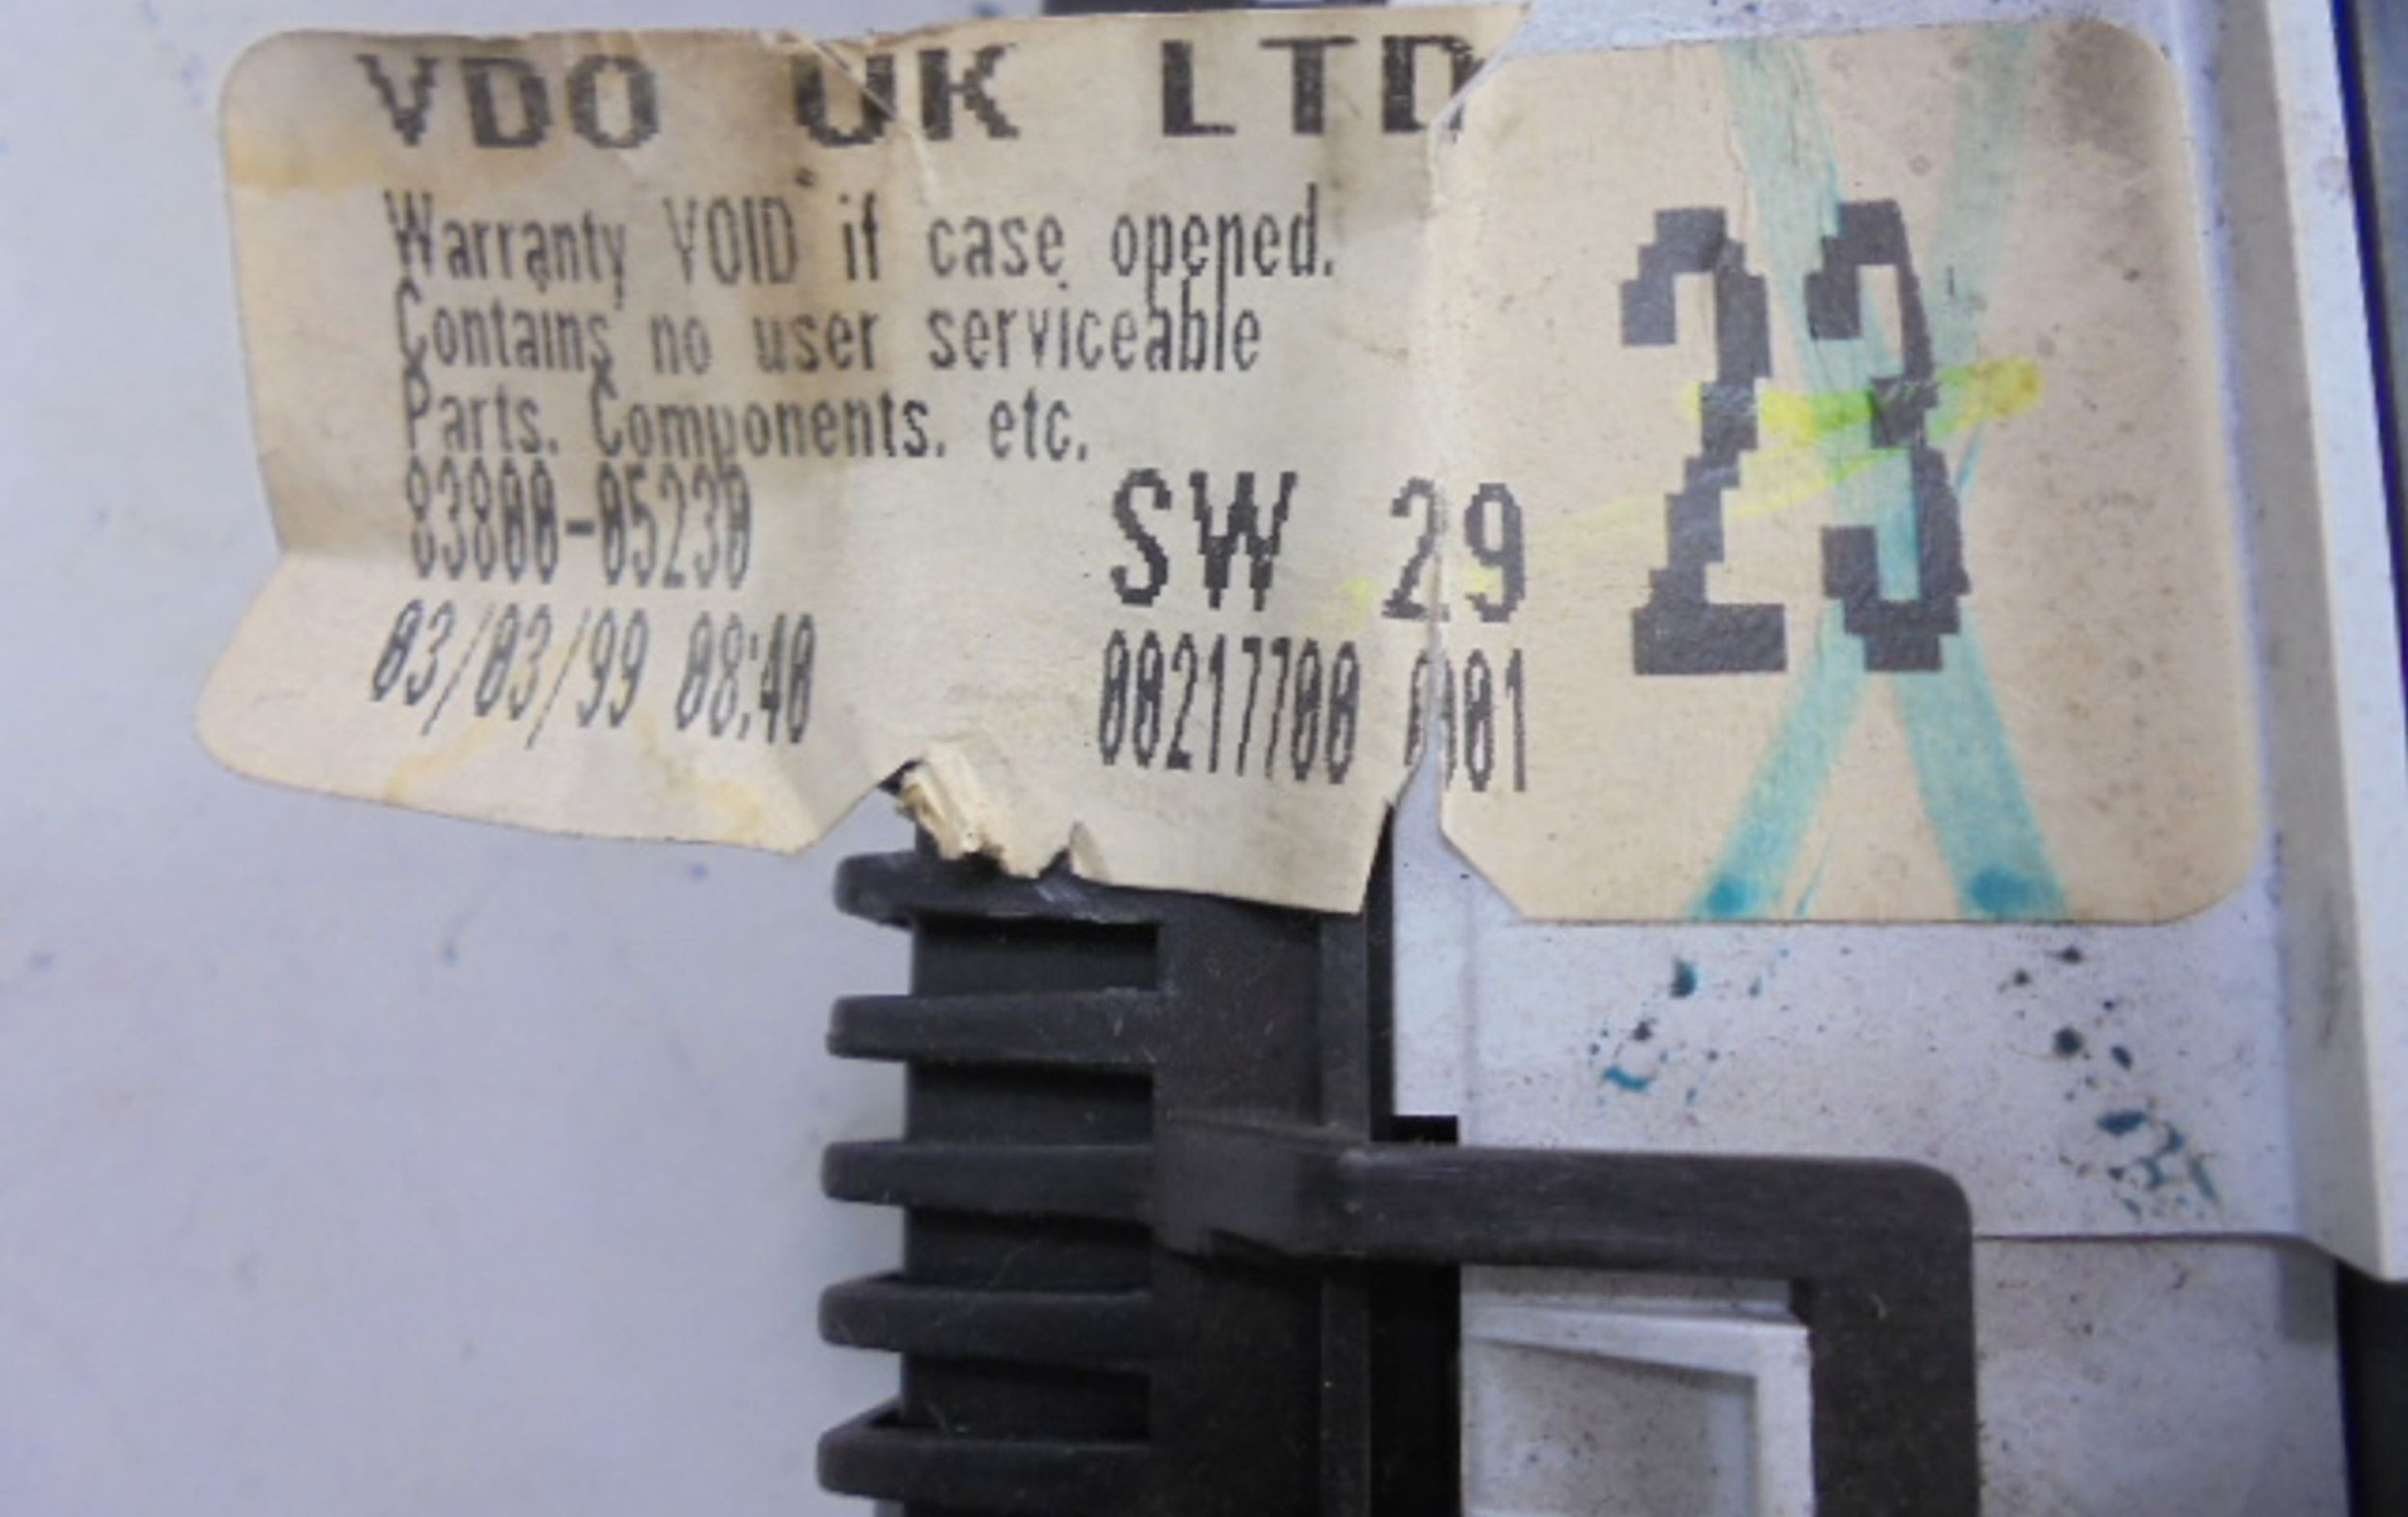 VDO UK LTD
Warranty VOID if case opened.
Contains no user serviceable
Parts. Components. etc.
83800-05230
03/03/99 08:40
SW 29
00217700 001
23